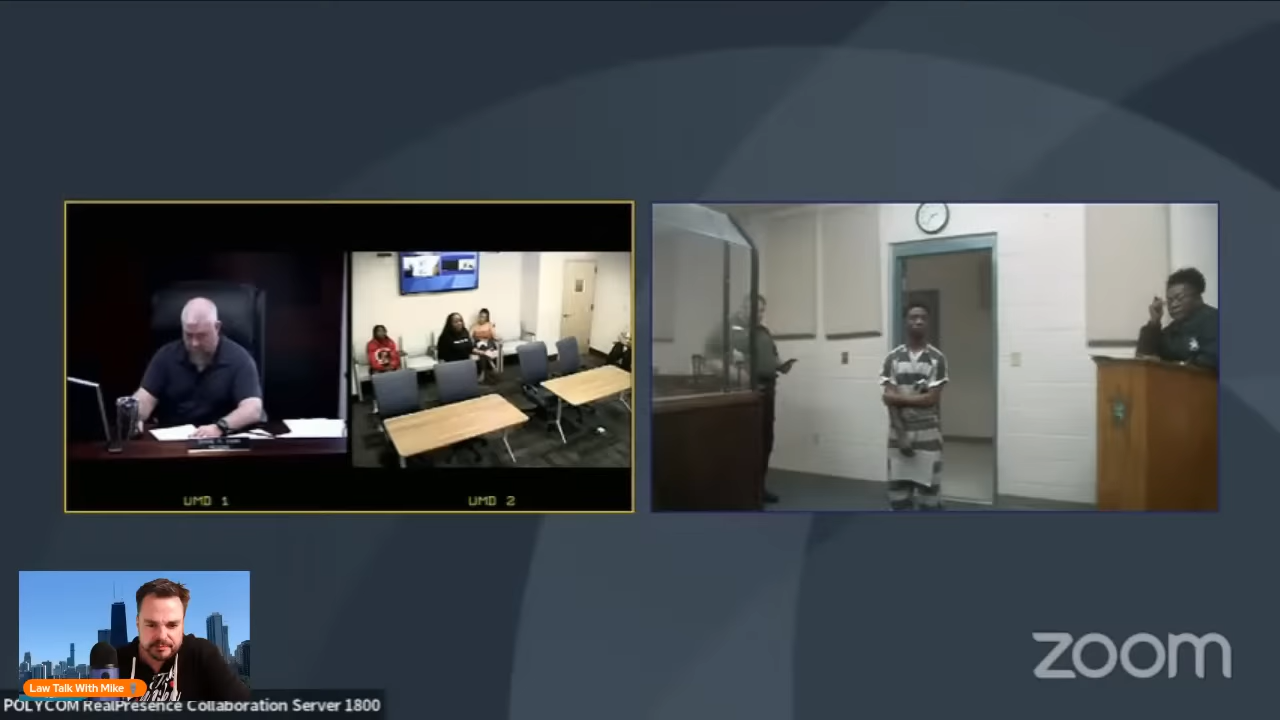 UMD 1
UMD 2
zoom
Law Talk With Mike
POLYCOM RealPresence Collaboration Server 1800